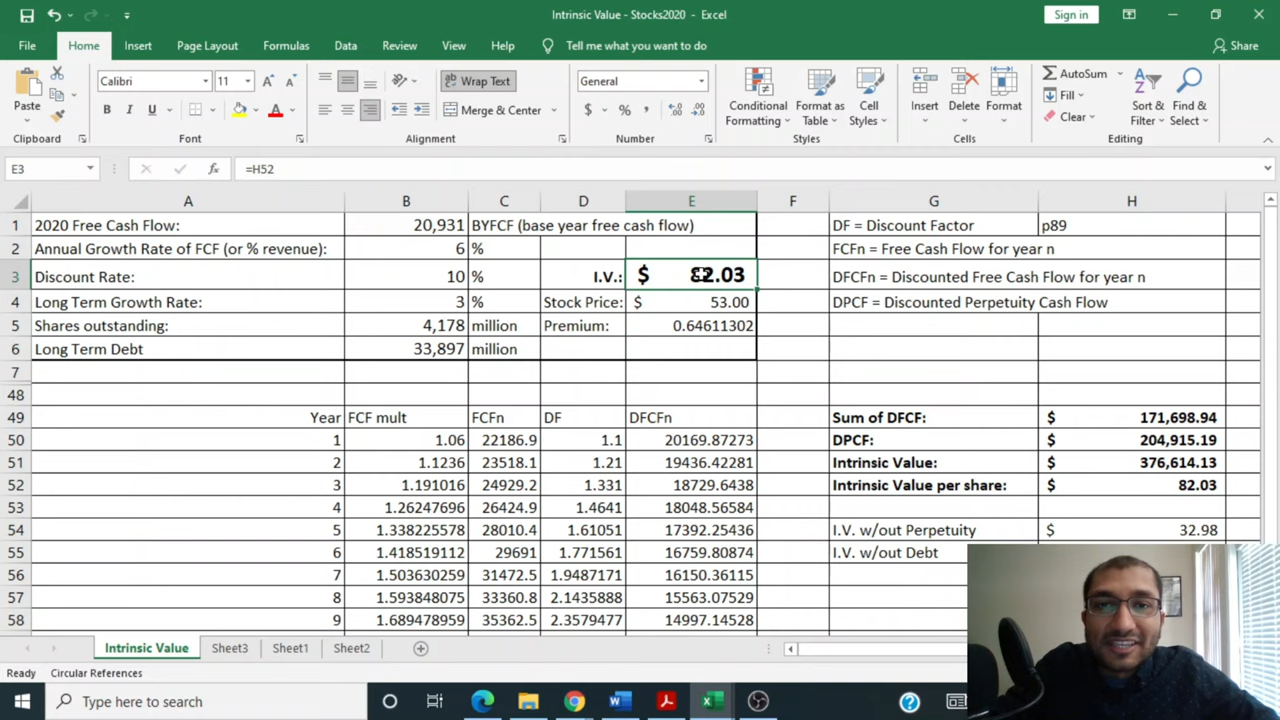 Intrinsic Value - Stocks2020 - Excel
Sign in
File Home Insert Page Layout Formulas Data Review View Help Tell me what you want to do Share
Paste
Calibri 11
B I U
Wrap Text
Merge & Center
General
$ % ,
Conditional Formatting
Format as Table
Cell Styles
Insert
Delete
Format
AutoSum
Fill
Clear
Sort & Filter
Find & Select
Clipboard Font Alignment Number Styles Cells Editing
E3 fx =H52
A B C D E F G H
1 2020 Free Cash Flow: 20,931 BYFCF (base year free cash flow) DF = Discount Factor p89
2 Annual Growth Rate of FCF (or % revenue): 6 % FCFn = Free Cash Flow for year n
3 Discount Rate: 10 % I.V.: $ 82.03 DFCFn = Discounted Free Cash Flow for year n
4 Long Term Growth Rate: 3 % Stock Price: $ 53.00 DPCF = Discounted Perpetuity Cash Flow
5 Shares outstanding: 4,178 million Premium: 0.64611302
6 Long Term Debt 33,897 million
7
48
49 Year FCF mult FCFn DF DFCFn Sum of DFCF: $ 171,698.94
50 1 1.06 22186.9 1.1 20169.87273 DPCF: $ 204,915.19
51 2 1.1236 23518.1 1.21 19436.42281 Intrinsic Value: $ 376,614.13
52 3 1.191016 24929.2 1.331 18729.6438 Intrinsic Value per share: $ 82.03
53 4 1.26247696 26424.9 1.4641 18048.56584
54 5 1.338225578 28010.4 1.61051 17392.25436 I.V. w/out Perpetuity $ 32.98
55 6 1.418519112 29691 1.771561 16759.80874 I.V. w/out Debt
56 7 1.503630259 31472.5 1.9487171 16150.36115
57 8 1.593848075 33360.8 2.1435888 15563.07529
58 9 1.689478959 35362.5 2.3579477 14997.14528
Intrinsic Value Sheet3 Sheet1 Sheet2
Ready Circular References
Type here to search